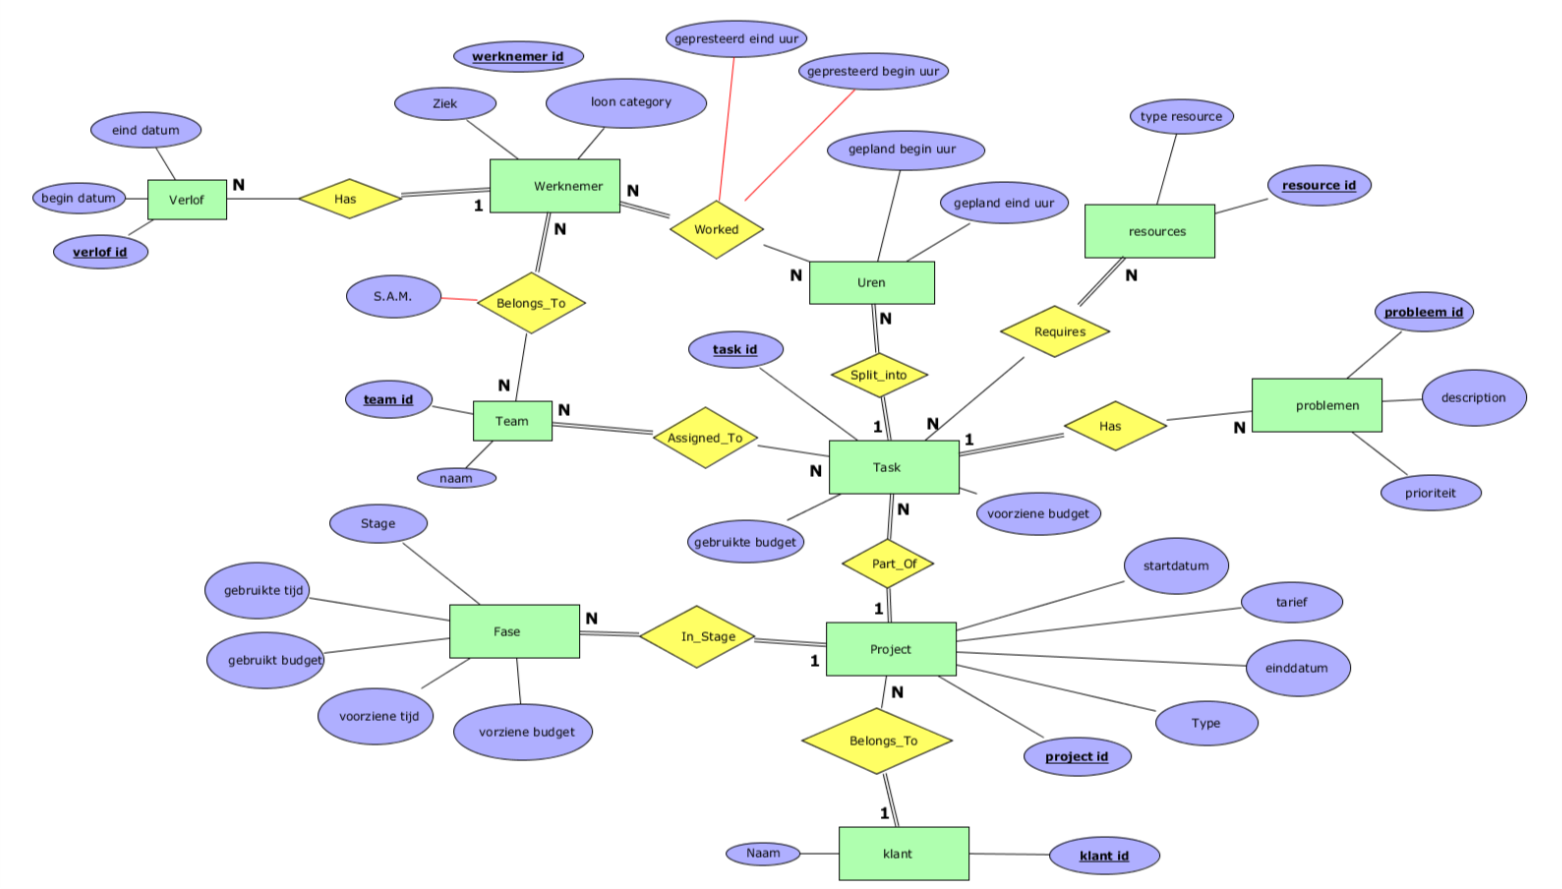 gepresteerd eind uur
werknemer id
gepresteerd begin uur
Ziek
loon category
type resource
eind datum
gepland begin uur
Werknemer
N
N
resource id
begin datum
Verlof
Has
1
gepland eind uur
N
Worked
resources
verlof id
N
Uren
N
S.A.M.
Belongs_To
N
probleem id
Requires
task id
Split_into
N
team id
N
description
Team
Assigned_To
1
N
1
Has
N
problemen
N
Task
naam
prioriteit
N
voorziene budget
Stage
gebruikte budget
Part_Of
startdatum
gebruikte tijd
1
tarief
N
Fase
In_Stage
Project
gebruikt budget
1
einddatum
N
voorziene tijd
Type
vorziene budget
Belongs_To
project id
1
Naam
klant
klant id